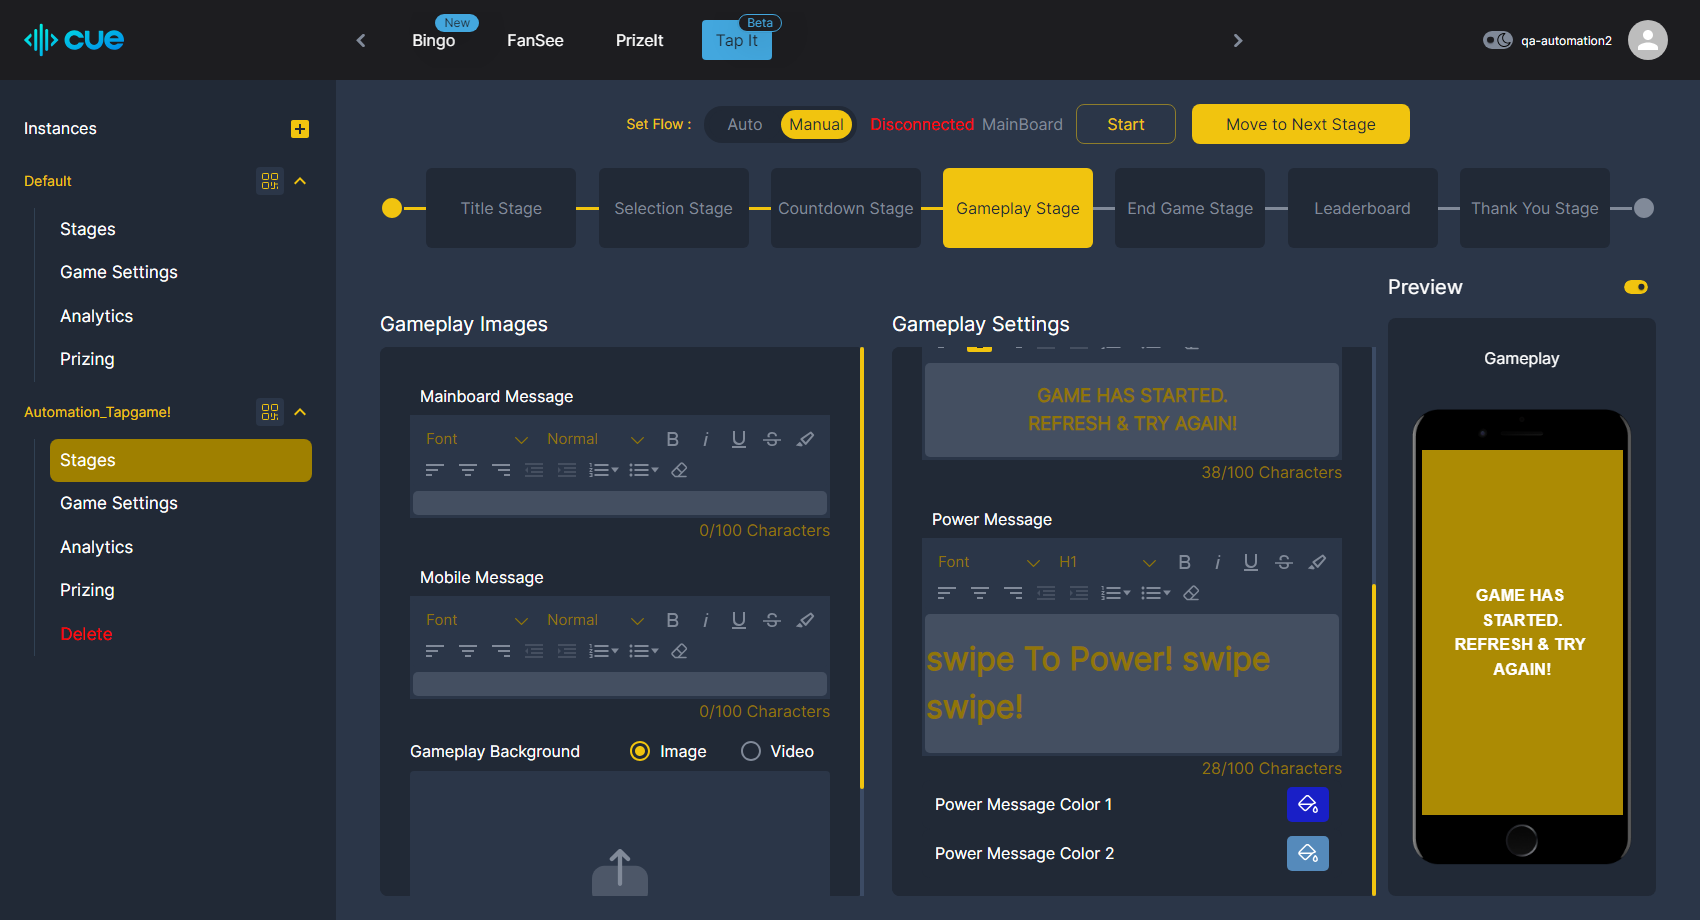 cue
New
Bingo
FanSee
PrizeIt
Beta
Tap It
qa-automation2
Instances
Default
Stages
Game Settings
Analytics
Prizing
Automation_Tapgame!
Stages
Game Settings
Analytics
Prizing
Delete
Set Flow :
Auto
Manual
Disconnected MainBoard
Start
Move to Next Stage
Title Stage
Selection Stage
Countdown Stage
Gameplay Stage
End Game Stage
Leaderboard
Thank You Stage
Gameplay Images
Mainboard Message
Font
Normal
B i U S
0/100 Characters
Mobile Message
Font
Normal
B i U S
0/100 Characters
Gameplay Background
Image
Video
Gameplay Settings
GAME HAS STARTED.
REFRESH & TRY AGAIN!
38/100 Characters
Power Message
Font
H1
B i U S
swipe To Power! swipe
swipe!
28/100 Characters
Power Message Color 1
Power Message Color 2
Preview
Gameplay
GAME HAS
STARTED.
REFRESH & TRY
AGAIN!